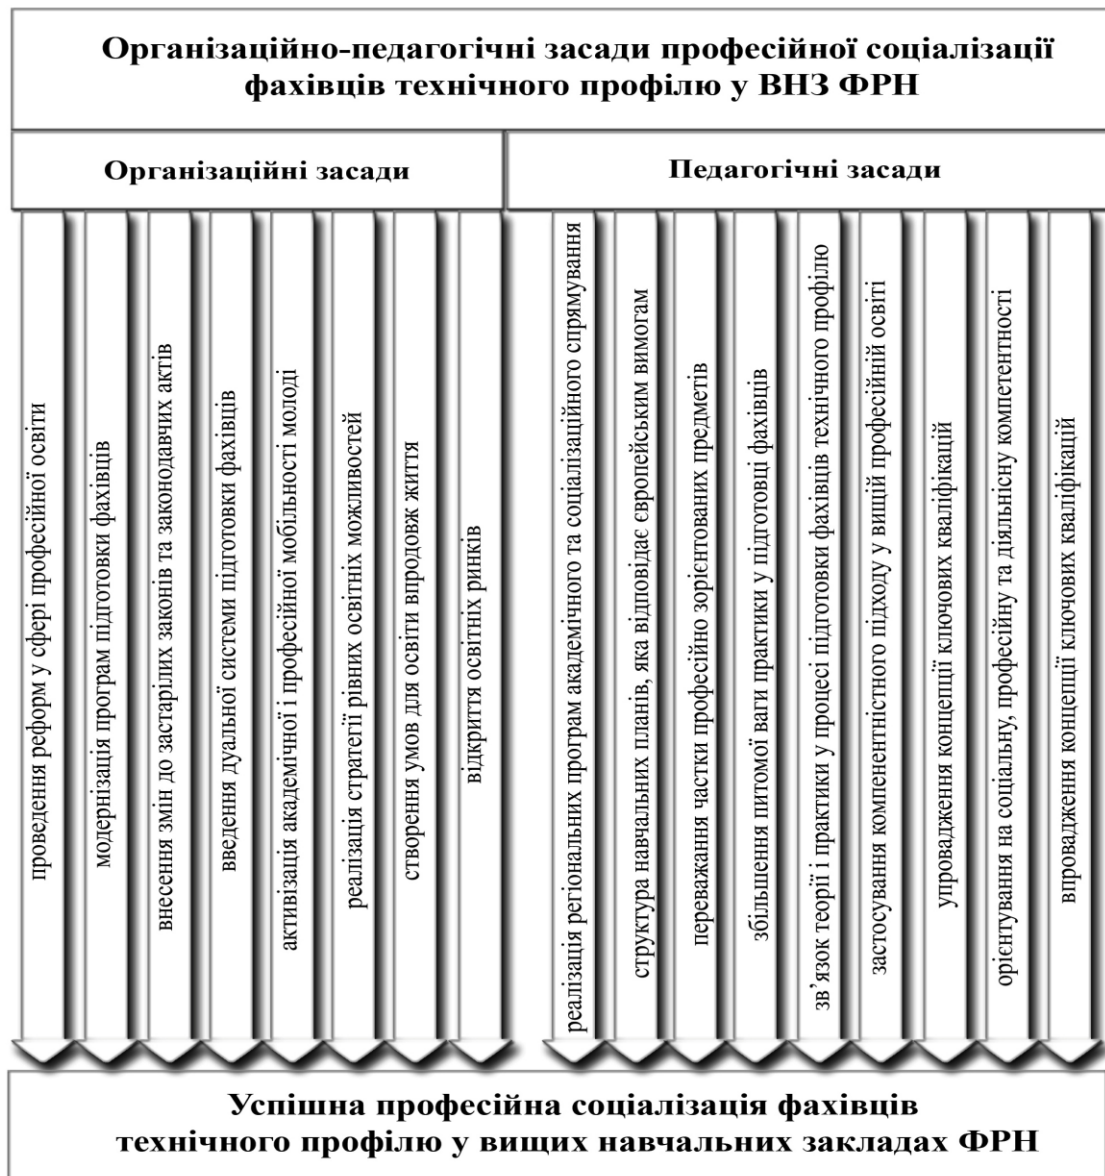 Організаційно-педагогічні засади професійної соціалізації
фахівців технічного профілю у ВНЗ ФРН
Організаційні засади
Педагогічні засади
проведення реформ у сфері професійної освіти
модернізація програм підготовки фахівців
внесення змін до застарілих законів та законодавчих актів
введення дуальної системи підготовки фахівців
активізація академічної і професійної мобільності молоді
реалізація стратегії рівних освітніх можливостей
створення умов для освіти впродовж життя
відкриття освітніх ринків
реалізація регіональних програм академічного та соціалізаційного спрямування
структура навчальних планів, яка відповідає європейським вимогам
переважання частки професійно зорієнтованих предметів
збільшення питомої ваги практики у підготовці фахівців
зв’язок теорії і практики у процесі підготовки фахівців технічного профілю
застосування компенентністного підходу у вищій професійній освіті
упровадження концепції ключових кваліфікацій
орієнтування на соціальну, професійну та діяльнісну компетентності
впровадження концепції ключових кваліфікацій
Успішна професійна соціалізація фахівців
технічного профілю у вищих навчальних закладах ФРН